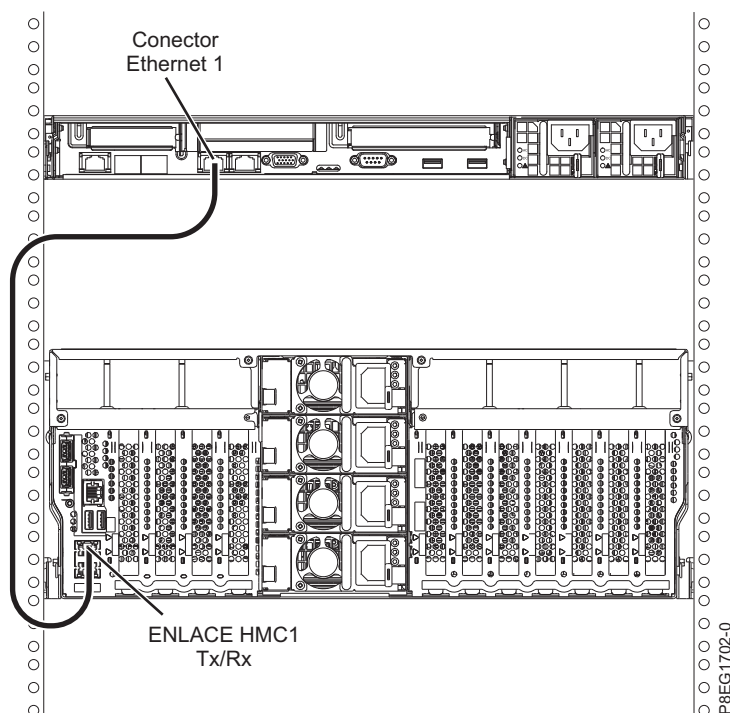 Conector
Ethernet 1
ENLACE HMC1
Tx/Rx
P8EG1702-0